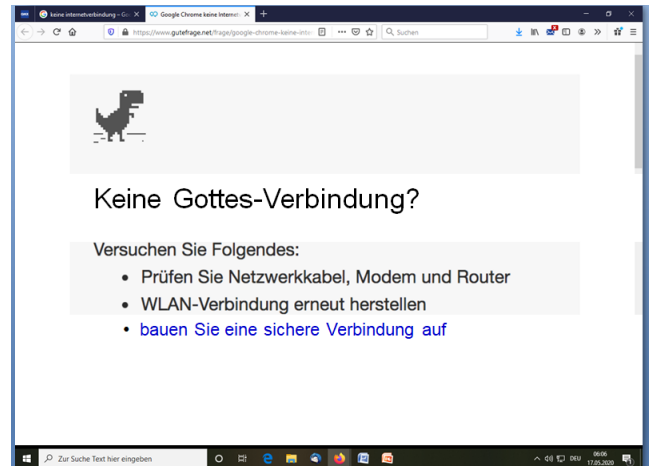 keine internetverbindung – Go
Google Chrome keine Internet-
https://www.gutefrage.net/frage/google-chrome-keine-inte
Suchen
Keine Gottes-Verbindung?
Versuchen Sie Folgendes:
• Prüfen Sie Netzwerkkabel, Modem und Router
• WLAN-Verbindung erneut herstellen
• bauen Sie eine sichere Verbindung auf
Zur Suche Text hier eingeben
DEU
06:06
17.05.2020